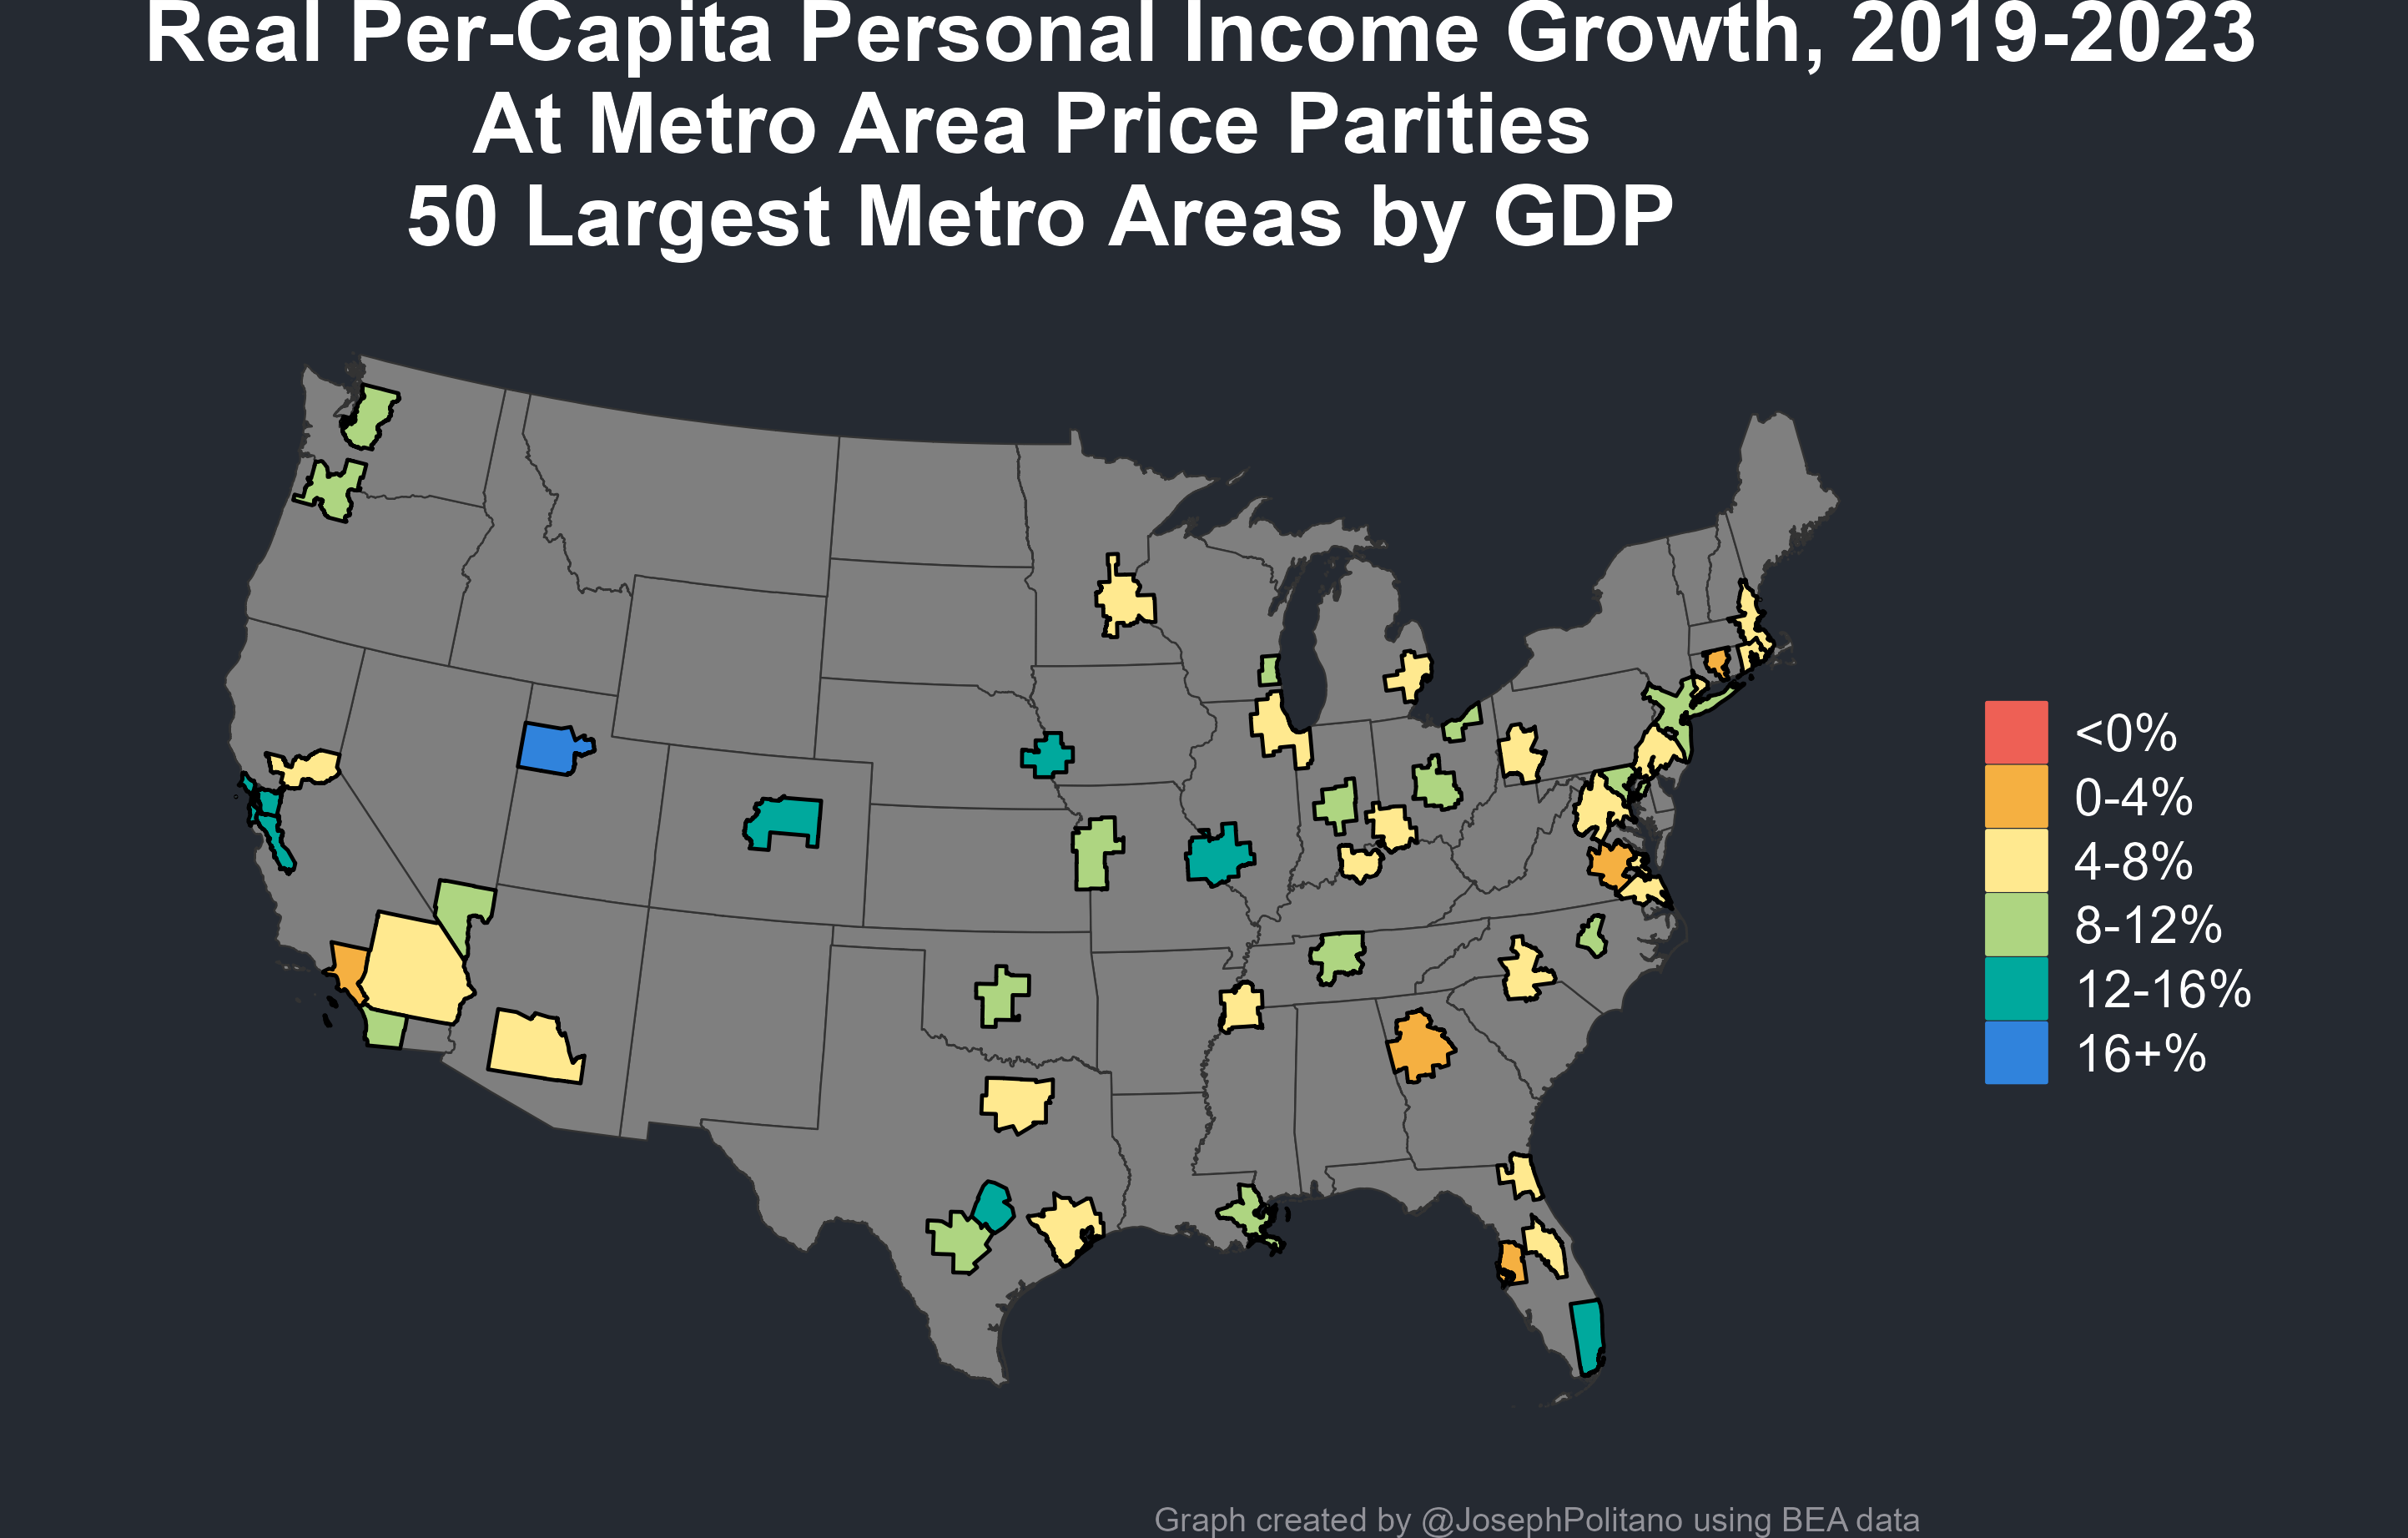 Real Per-Capita Personal Income Growth, 2019-2023
At Metro Area Price Parities
50 Largest Metro Areas by GDP
<0%
0-4%
4-8%
8-12%
12-16%
16+%
Graph created by @JosephPolitano using BEA data